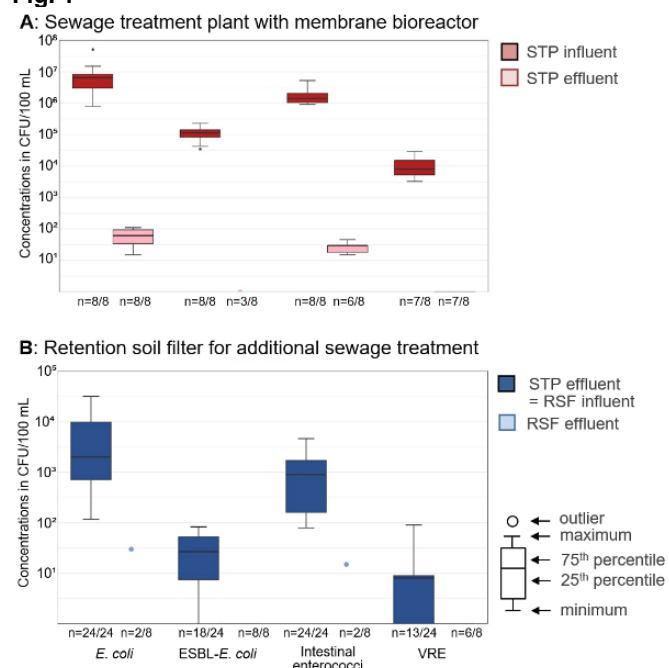 Fig. 1
A: Sewage treatment plant with membrane bioreactor
Concentrations in CFU/100 mL
10⁸
10⁷
10⁶
10⁵
10⁴
10³
10²
10¹
STP influent
STP effluent
n=8/8 n=8/8 n=8/8 n=3/8 n=8/8 n=6/8 n=7/8 n=7/8
B: Retention soil filter for additional sewage treatment
Concentrations in CFU/100 mL
10⁵
10⁴
10³
10²
10¹
STP effluent
= RSF influent
RSF effluent
outlier
maximum
75th percentile
25th percentile
minimum
n=24/24 n=2/8 n=18/24 n=8/8 n=24/24 n=2/8 n=13/24 n=6/8
E. coli ESBL-E. coli Intestinal VRE
enterococci